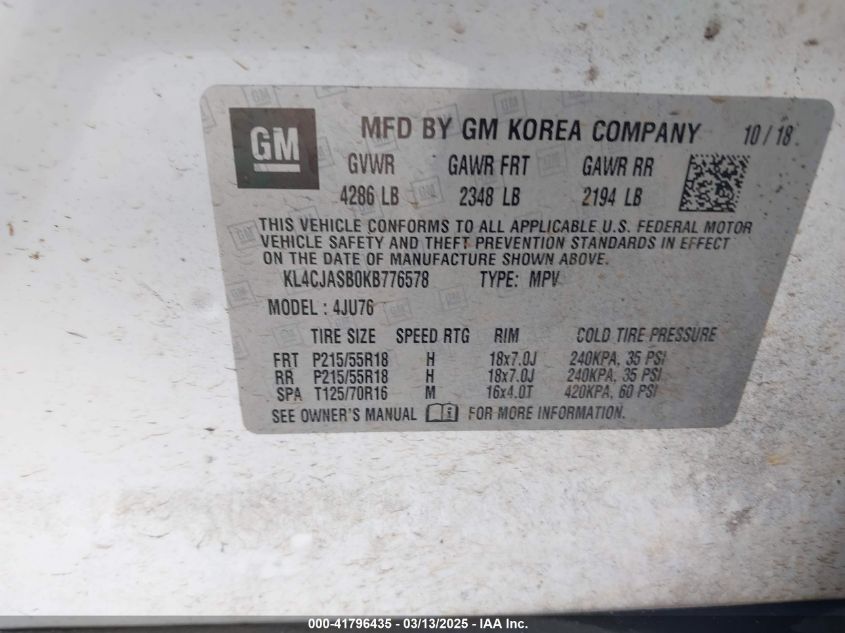 GM MFD BY GM KOREA COMPANY 10 / 18
GVWR GAWR FRT GAWR RR
4286 LB 2348 LB 2194 LB
THIS VEHICLE CONFORMS TO ALL APPLICABLE U.S. FEDERAL MOTOR
VEHICLE SAFETY AND THEFT PREVENTION STANDARDS IN EFFECT
ON THE DATE OF MANUFACTURE SHOWN ABOVE.
KL4CJASB0KB776578 TYPE: MPV
MODEL : 4JU76
TIRE SIZE SPEED RTG RIM COLD TIRE PRESSURE
FRT P215/55R18 H 18x7.0J 240KPA, 35 PSI
RR P215/55R18 H 18x7.0J 240KPA, 35 PSI
SPA T125/70R16 M 16x4.0T 420KPA, 60 PSI
SEE OWNER'S MANUAL FOR MORE INFORMATION.
000-41796435 - 03/13/2025 - IAA Inc.